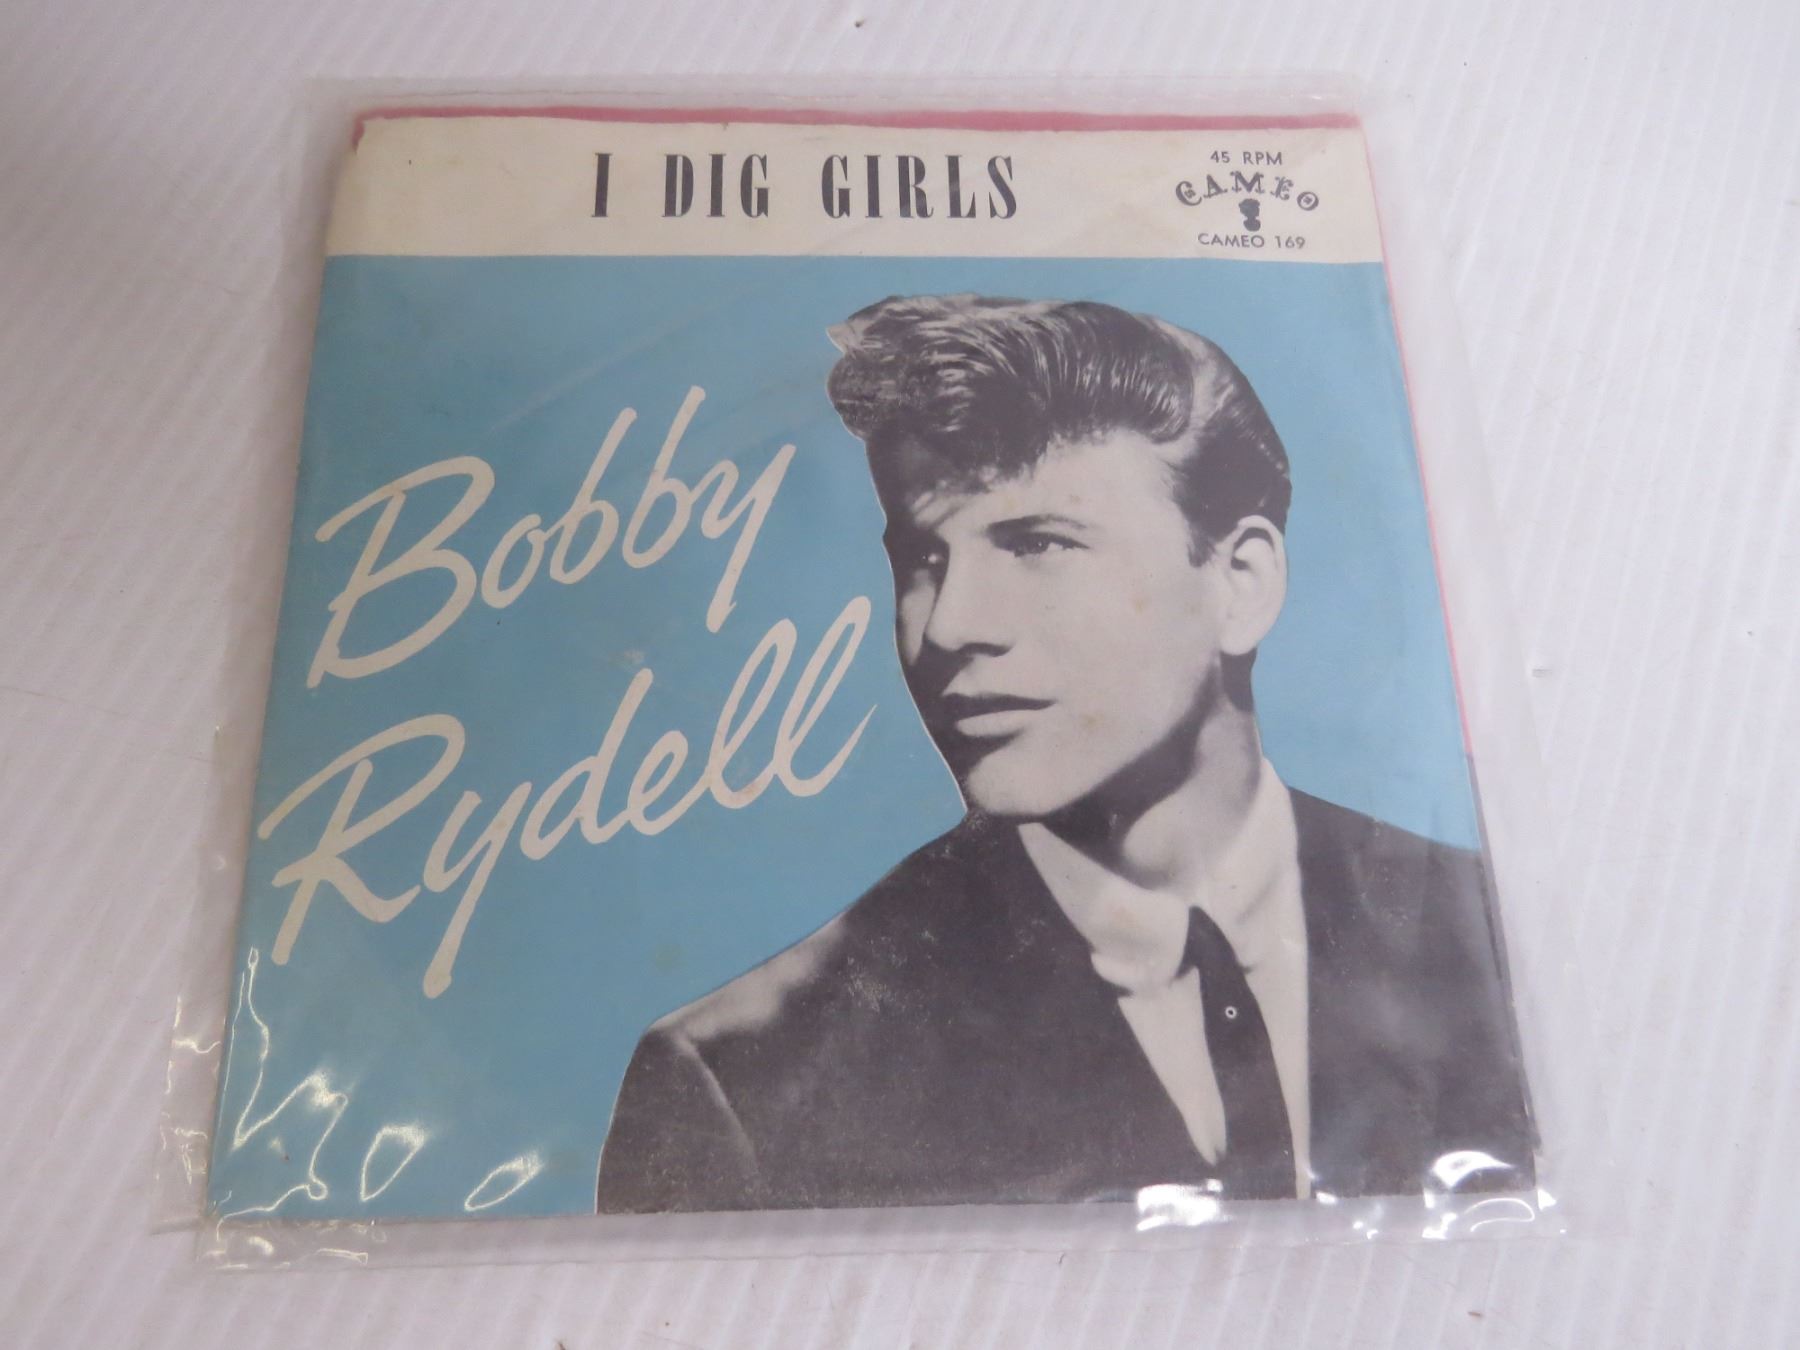 I DIG GIRLS
45 RPM
CAMEO
CAMEO 169
Bobby
Rydell